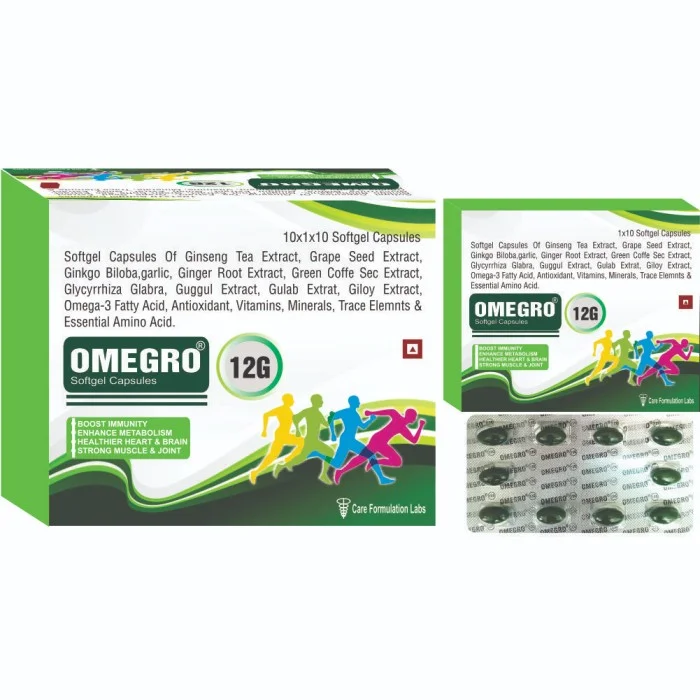 OMEGRO 12G
10x1x10 Softgel Capsules
Softgel Capsules Of Ginseng Tea Extract, Grape Seed Extract,
Ginkgo Biloba,garlic, Ginger Root Extract, Green Coffe Sec Extract,
Glycyrrhiza Glabra, Guggul Extract, Gulab Extrat, Giloy Extract,
Omega-3 Fatty Acid, Antioxidant, Vitamins, Minerals, Trace Elemnts &
Essential Amino Acid.
OMEGRO® 12G
Softgel Capsules
BOOST IMMUNITY
ENHANCE METABOLISM
HEALTHIER HEART & BRAIN
STRONG MUSCLE & JOINT
Care Formulation Labs
1x10 Softgel Capsules
Softgel Capsules Of Ginseng Tea Extract, Grape Seed Extract,
Ginkgo Biloba,garlic, Ginger Root Extract, Green Coffe Sec Extract,
Glycyrrhiza Glabra, Guggul Extract, Gulab Extrat, Giloy Extract,
Omega-3 Fatty Acid, Antioxidant, Vitamins, Minerals, Trace Elemnts &
Essential Amino Acid.
OMEGRO® 12G
Softgel Capsules
BOOST IMMUNITY
ENHANCE METABOLISM
HEALTHIER HEART & BRAIN
STRONG MUSCLE & JOINT
Care Formulation Labs
OMEGRO OMEGRO OMEGRO